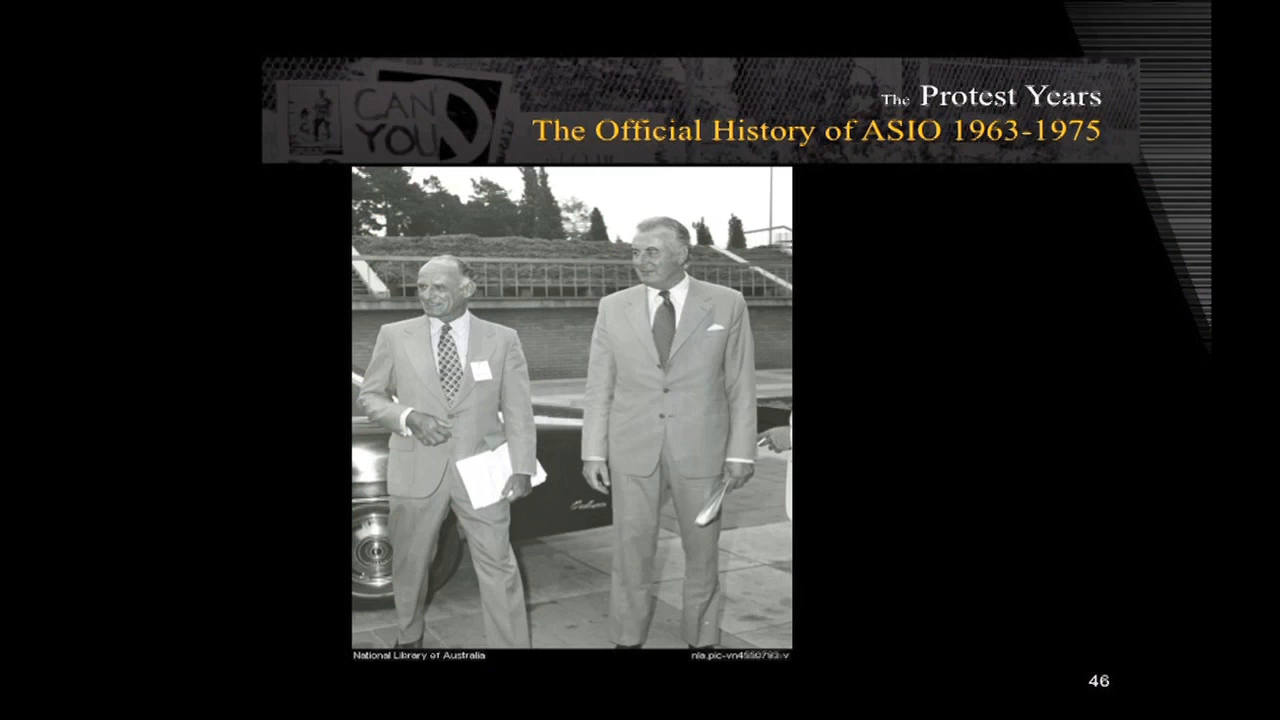 CAN
YOU
The Protest Years
The Official History of ASIO 1963-1975
National Library of Australia
46